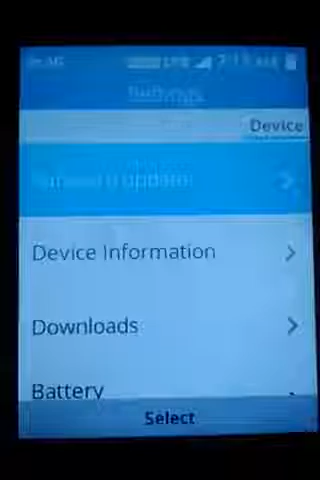 Settings
Device
Device Information
Downloads
Battery
Select